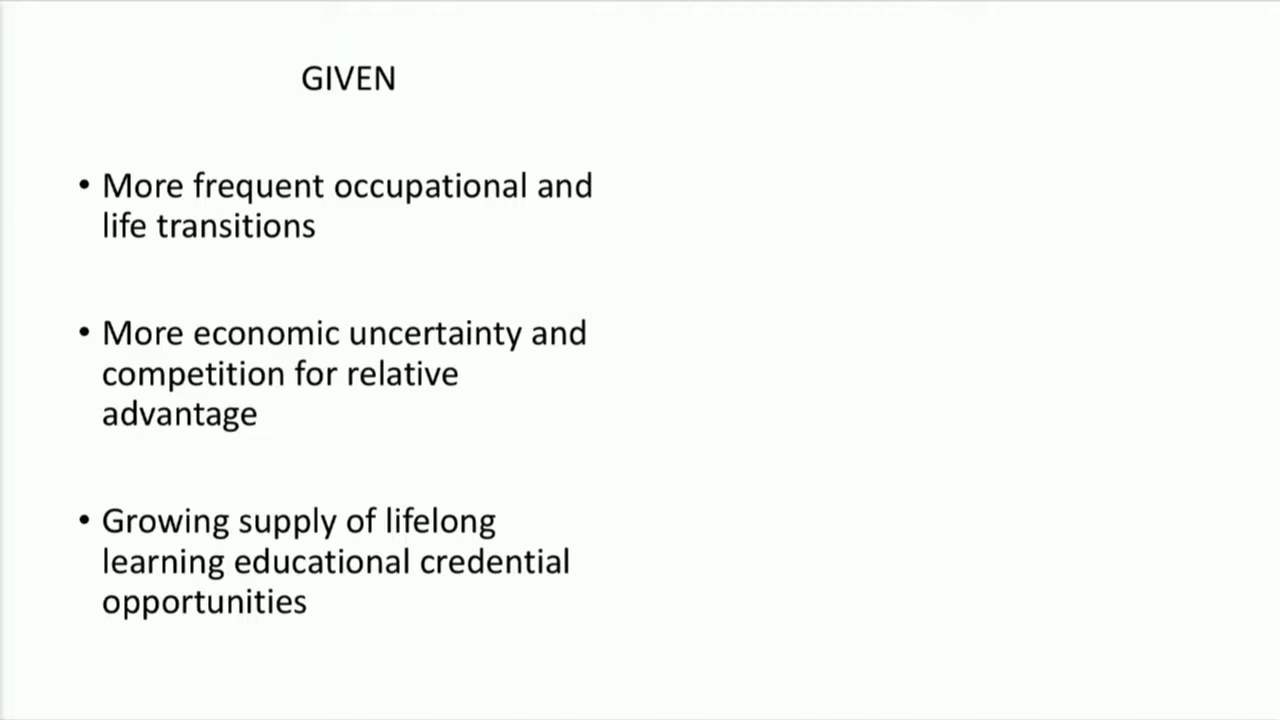 GIVEN
• More frequent occupational and
life transitions
• More economic uncertainty and
competition for relative
advantage
• Growing supply of lifelong
learning educational credential
opportunities